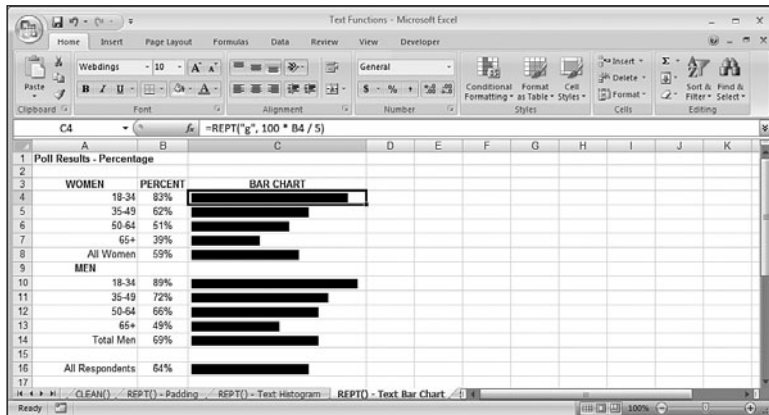 Text Functions - Microsoft Excel
Home Insert Page Layout Formulas Data Review View Developer
Webdings 10 A A General Insert Σ
Paste B I U A $ % , Conditional Formatting Format as Table Cell Styles Delete Format Sort & Filter Find & Select
Clipboard Font Alignment Number Styles Cells Editing
C4 fx =REPT("g", 100 * B4 / 5)
A B C D E F G H I J K
1 Poll Results - Percentage
2
3 WOMEN PERCENT BAR CHART
4 18-34 83%
5 35-49 62%
6 50-64 51%
7 65+ 39%
8 All Women 59%
9 MEN
10 18-34 89%
11 35-49 72%
12 50-64 66%
13 65+ 49%
14 Total Men 69%
15
16 All Respondents 64%
17
CLEAN() REPT() - Padding REPT() - Text Histogram REPT() - Text Bar Chart
Ready 100%